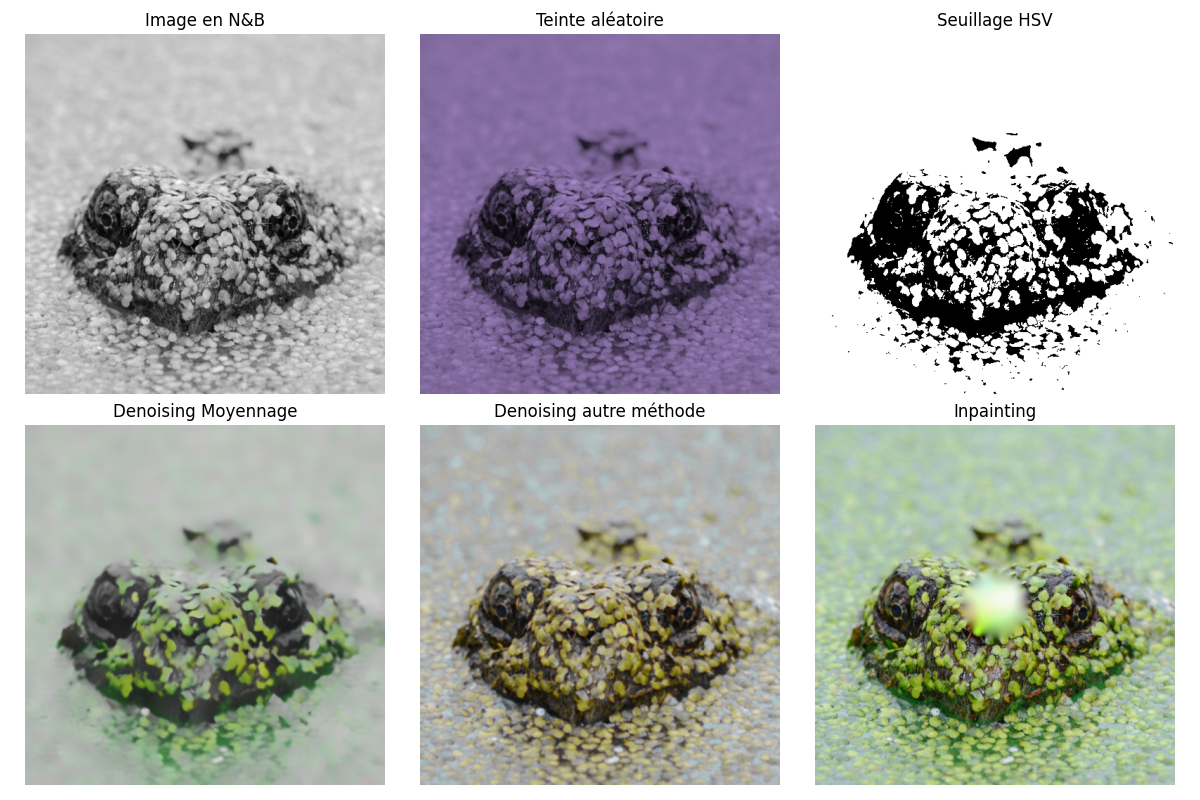 Image en N&B
Teinte aléatoire
Seuillage HSV
Denoising Moyennage
Denoising autre méthode
Inpainting